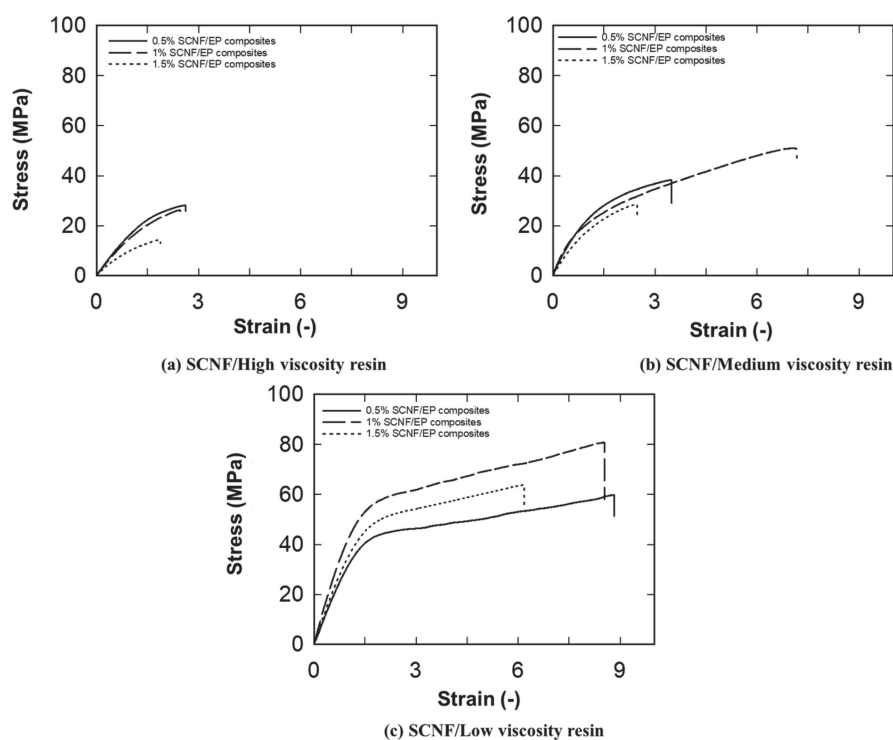 100
80
60
40
20
0
Stress (MPa)
0.5% SCNF/EP composites
1% SCNF/EP composites
1.5% SCNF/EP composites
0 3 6 9
Strain (-)
(a) SCNF/High viscosity resin
100
80
60
40
20
0
Stress (MPa)
0.5% SCNF/EP composites
1% SCNF/EP composites
1.5% SCNF/EP composites
0 3 6 9
Strain (-)
(b) SCNF/Medium viscosity resin
100
80
60
40
20
0
Stress (MPa)
0.5% SCNF/EP composites
1% SCNF/EP composites
1.5% SCNF/EP composites
0 3 6 9
Strain (-)
(c) SCNF/Low viscosity resin